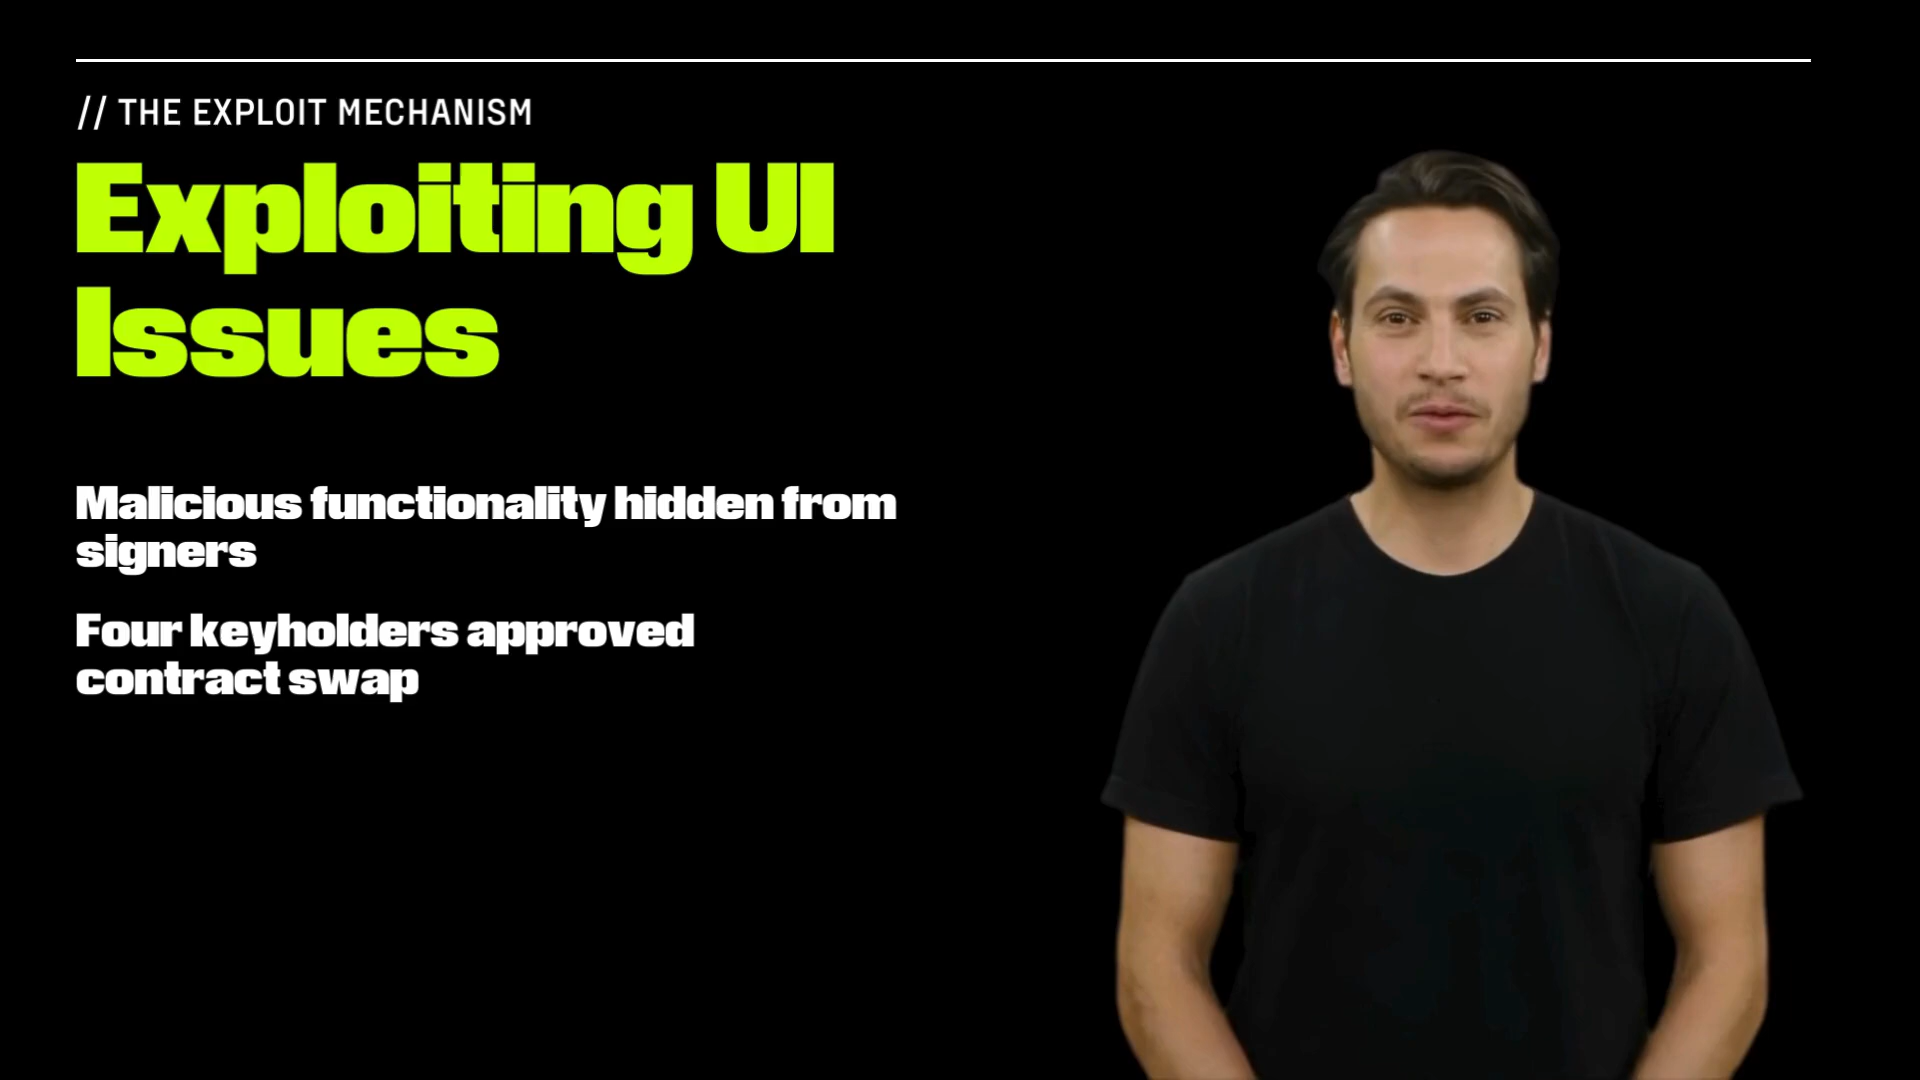 // THE EXPLOIT MECHANISM
Exploiting UI
Issues
Malicious functionality hidden from
signers
Four keyholders approved
contract swap